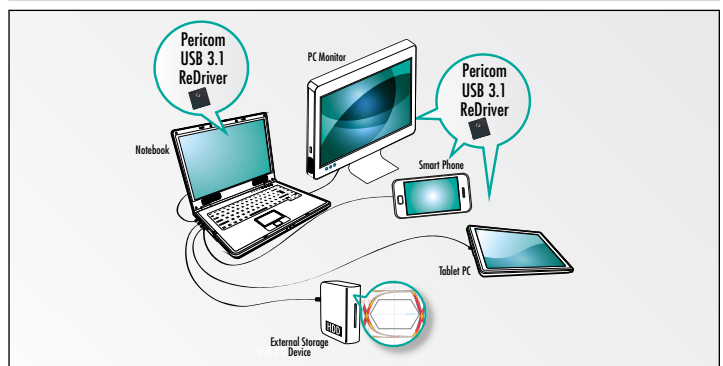 Pericom
USB 3.1
ReDriver
PC Monitor
Pericom
USB 3.1
ReDriver
Notebook
Smart Phone
Tablet PC
HDD
External Storage
Device